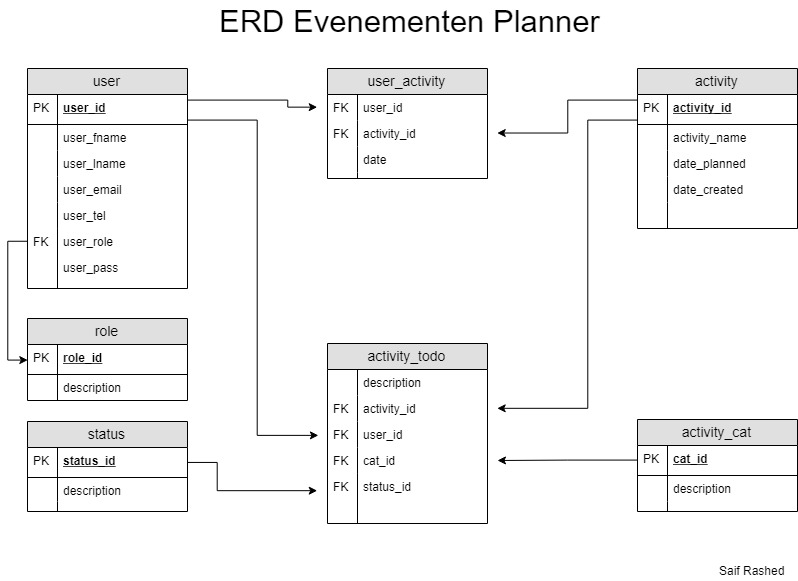 ERD Evenementen Planner
user
PK user_id
user_fname
user_lname
user_email
user_tel
FK user_role
user_pass
user_activity
FK user_id
FK activity_id
date
activity
PK activity_id
activity_name
date_planned
date_created
role
PK role_id
description
status
PK status_id
description
activity_todo
description
FK activity_id
FK user_id
FK cat_id
FK status_id
activity_cat
PK cat_id
description
Saif Rashed